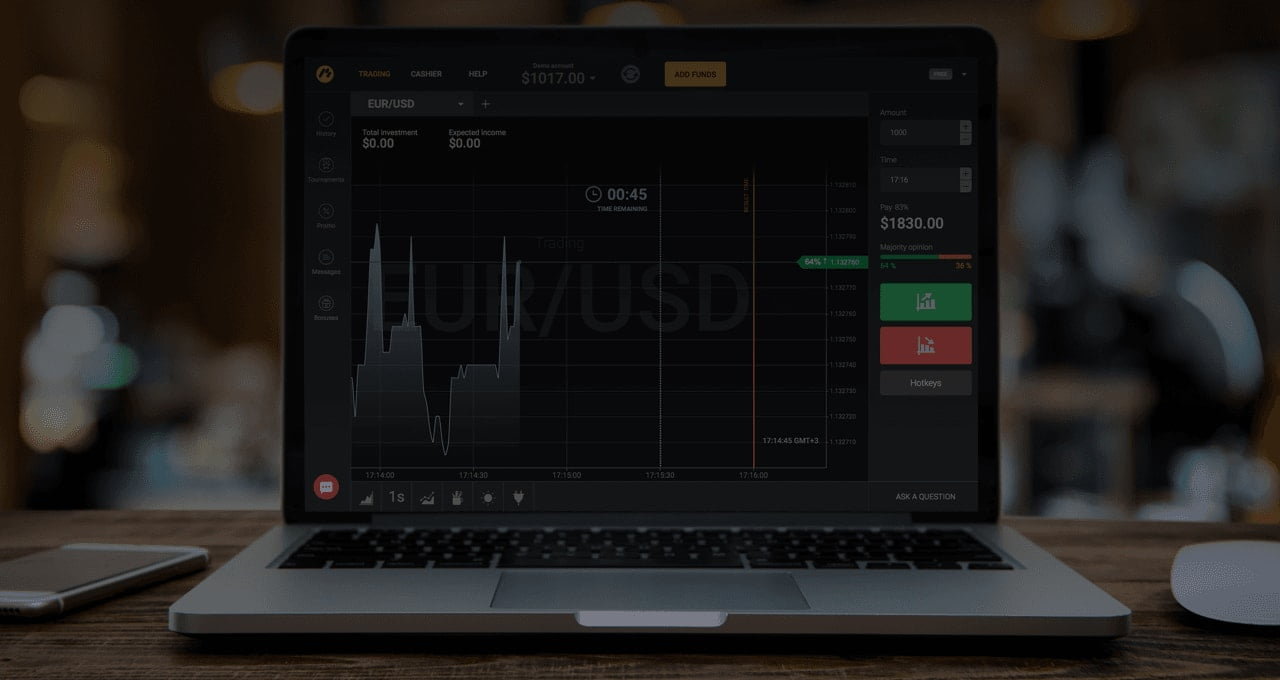 TRADING
CASHIER
HELP
Demo account
$1017.00
ADD FUNDS
FREE
EUR/USD
+
Total investment
$0.00
Expected Income
$0.00
History
Tournaments
Promo
Messages
Bonuses
00:45
TIME REMAINING
RESULT TIME
Trading
EUR/USD
1.132810
1.132800
1.132790
64% ↑ 1.132760
1.132770
1.132760
1.132750
1.132740
1.132730
1.132720
1.132710
17:14:45 GMT+3
17:14:00
17:14:30
17:15:00
17:15:30
17:16:00
1s
Amount
1000
Time
17:16
Pay 83%
$1830.00
Majority opinion
64 %
36 %
Hotkeys
ASK A QUESTION